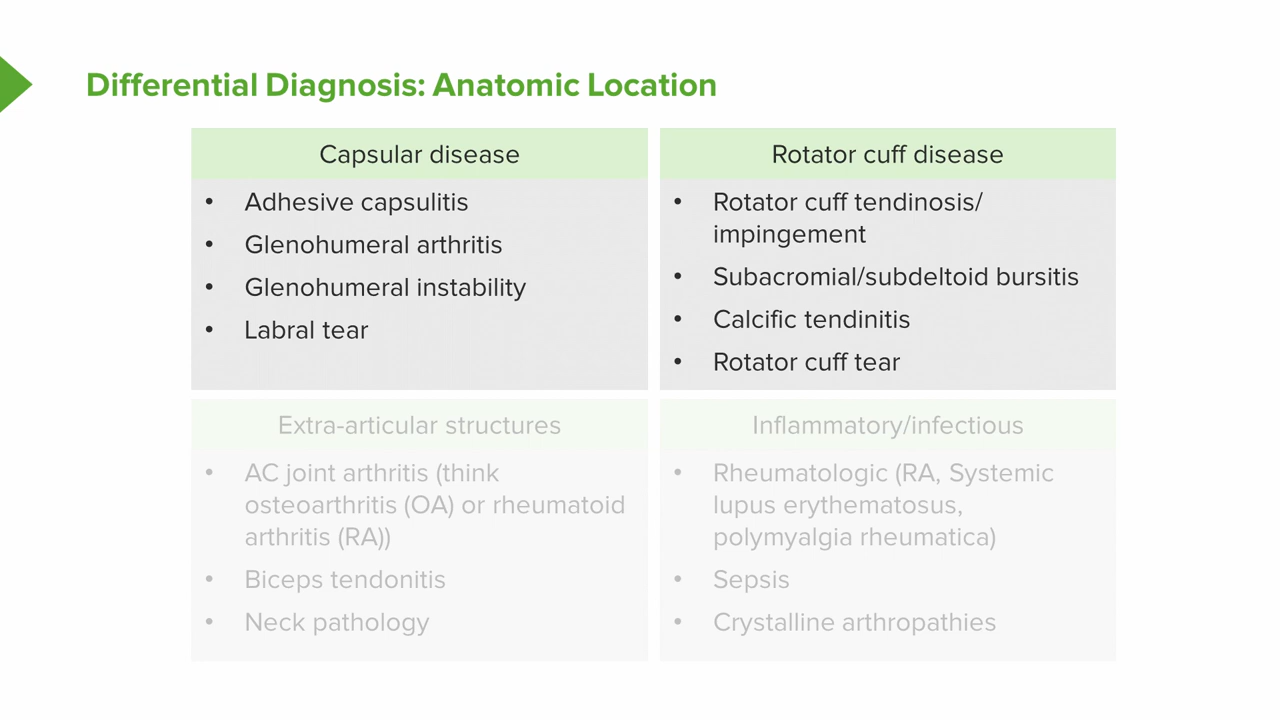 Differential Diagnosis: Anatomic Location
Capsular disease
• Adhesive capsulitis
• Glenohumeral arthritis
• Glenohumeral instability
• Labral tear
Rotator cuff disease
• Rotator cuff tendinosis/
impingement
• Subacromial/subdeltoid bursitis
• Calcific tendinitis
• Rotator cuff tear
Extra-articular structures
• AC joint arthritis (think
osteoarthritis (OA) or rheumatoid
arthritis (RA))
• Biceps tendonitis
• Neck pathology
Inflammatory/infectious
• Rheumatologic (RA, Systemic
lupus erythematosus,
polymyalgia rheumatica)
• Sepsis
• Crystalline arthropathies